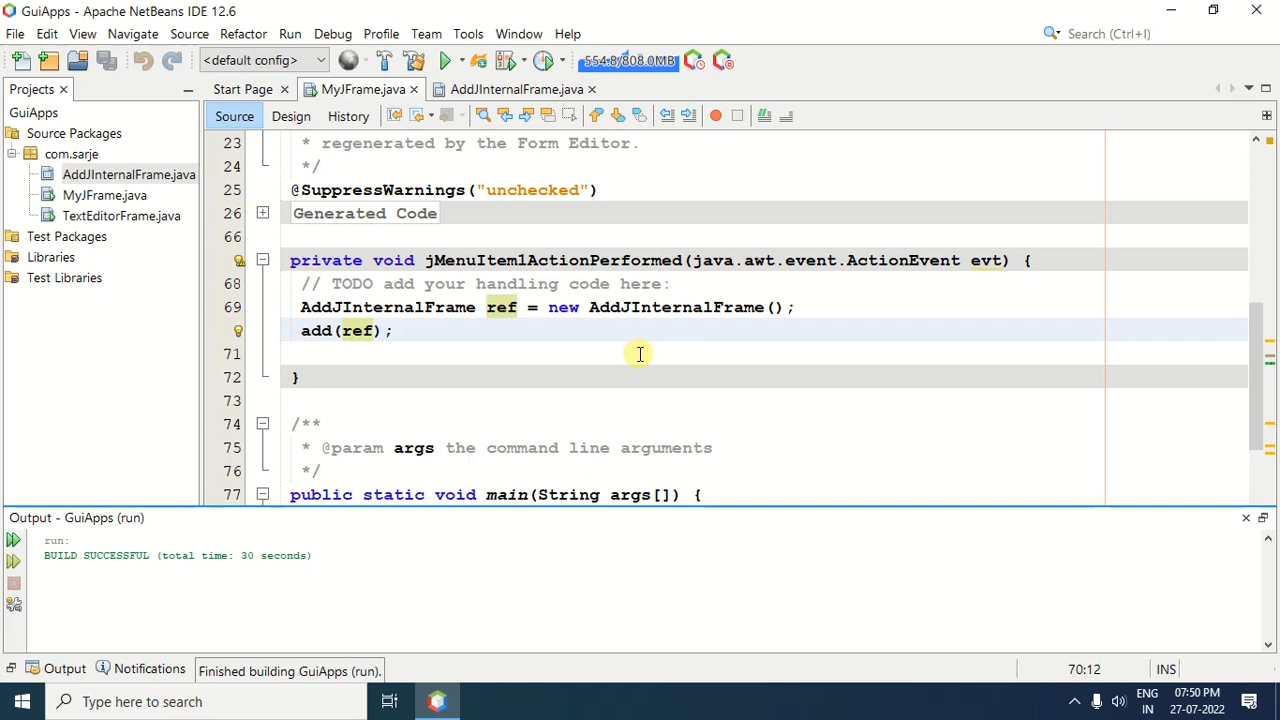 GuiApps - Apache NetBeans IDE 12.6
File Edit View Navigate Source Refactor Run Debug Profile Team Tools Window Help Search (Ctrl+I)
<default config> 554.8/808.0MB
Projects Start Page MyJFrame.java AddJInternalFrame.java
Source Design History
GuiApps
Source Packages
com.sarje
AddJInternalFrame.java
MyJFrame.java
TextEditorFrame.java
Test Packages
Libraries
Test Libraries
23 * regenerated by the Form Editor.
24 */
25 @SuppressWarnings("unchecked")
26 Generated Code
66
private void jMenuItem1ActionPerformed(java.awt.event.ActionEvent evt) {
68 // TODO add your handling code here:
69 AddJInternalFrame ref = new AddJInternalFrame();
add(ref);
71
72 }
73
74 /**
75 * @param args the command line arguments
76 */
77 public static void main(String args[]) {
Output - GuiApps (run)
run:
BUILD SUCCESSFUL (total time: 30 seconds)
Output Notifications Finished building GuiApps (run). 70:12 INS
Type here to search
ENG
IN
07:50 PM
27-07-2022